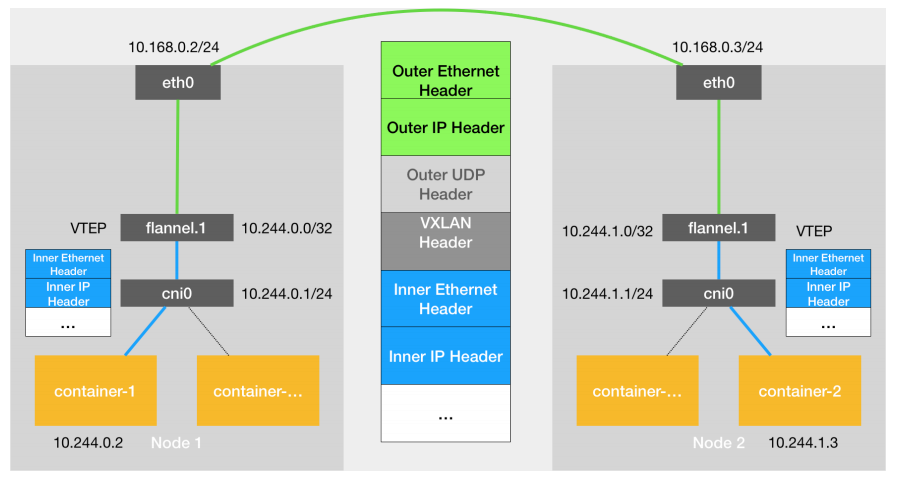 10.168.0.2/24
10.168.0.3/24
eth0
Outer Ethernet
Header
eth0
Outer IP Header
Outer UDP
Header
VTEP
flannel.1
10.244.0.0/32
VXLAN
Header
10.244.1.0/32
flannel.1
VTEP
Inner Ethernet
Header
Inner IP
Header
...
cni0
10.244.0.1/24
Inner Ethernet
Header
10.244.1.1/24
cni0
Inner Ethernet
Header
Inner IP
Header
...
Inner IP Header
container-1
container-...
...
container-...
container-2
10.244.0.2
Node 1
Node 2
10.244.1.3